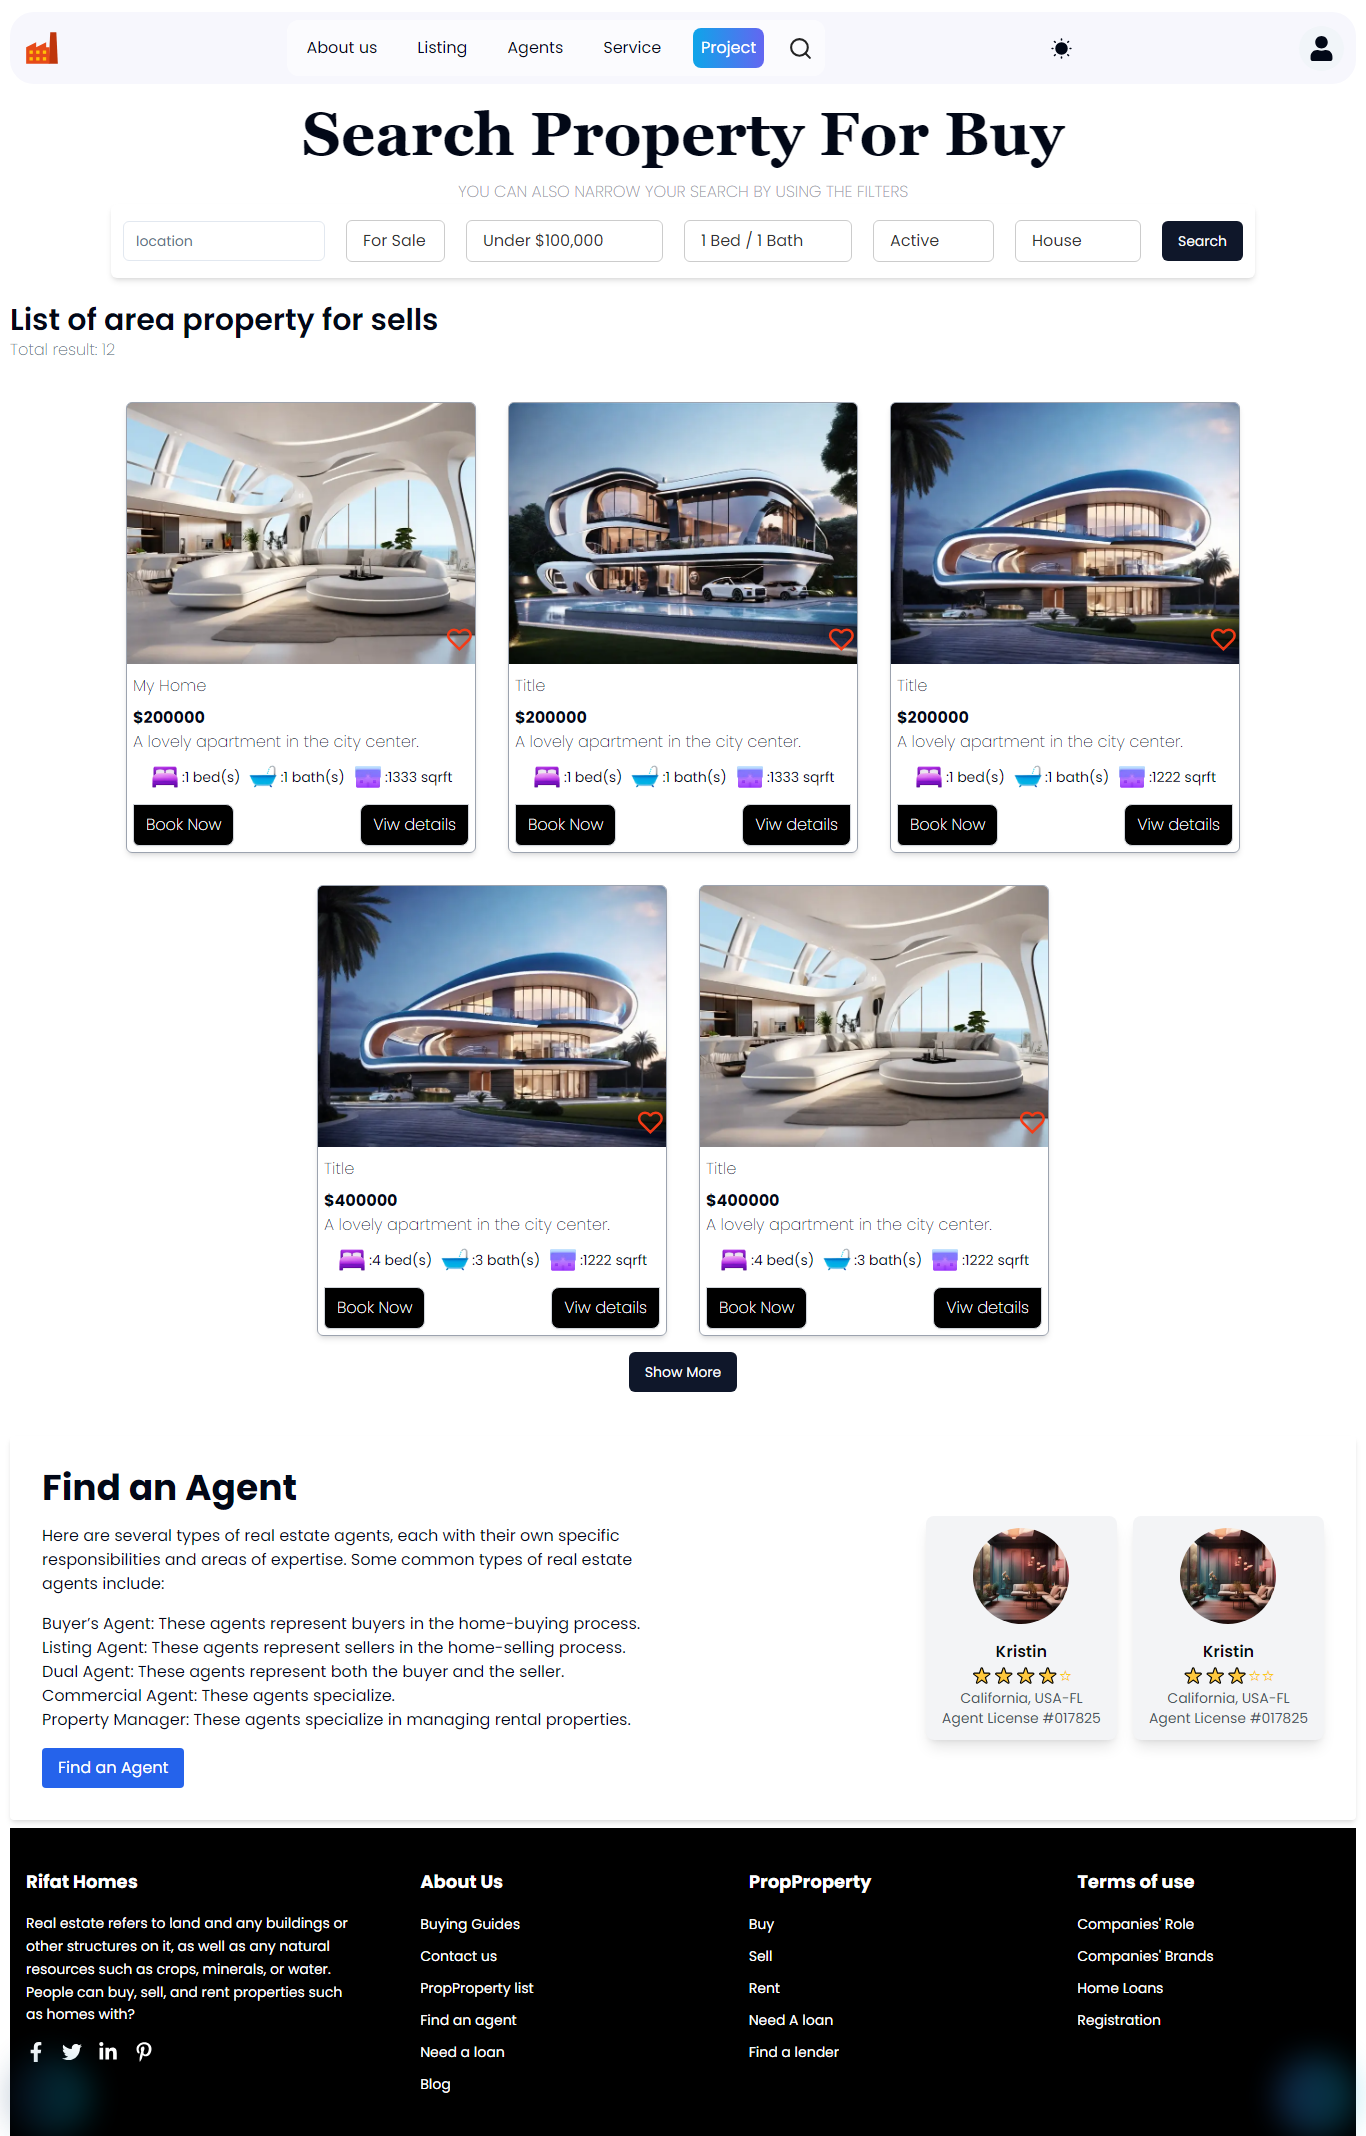 About us Listing Agents Service Project
Search Property For Buy
YOU CAN ALSO NARROW YOUR SEARCH BY USING THE FILTERS
location For Sale Under $100,000 1 Bed / 1 Bath Active House Search
List of area property for sells
Total result: 12
My Home
$200000
A lovely apartment in the city center.
:1 bed(s) :1 bath(s) :1333 sqrft
Book Now Viw details
Title
$200000
A lovely apartment in the city center.
:1 bed(s) :1 bath(s) :1333 sqrft
Book Now Viw details
Title
$200000
A lovely apartment in the city center.
:1 bed(s) :1 bath(s) :1222 sqrft
Book Now Viw details
Title
$400000
A lovely apartment in the city center.
:4 bed(s) :3 bath(s) :1222 sqrft
Book Now Viw details
Title
$400000
A lovely apartment in the city center.
:4 bed(s) :3 bath(s) :1222 sqrft
Book Now Viw details
Show More
Find an Agent
Here are several types of real estate agents, each with their own specific
responsibilities and areas of expertise. Some common types of real estate
agents include:
Buyer’s Agent: These agents represent buyers in the home-buying process.
Listing Agent: These agents represent sellers in the home-selling process.
Dual Agent: These agents represent both the buyer and the seller.
Commercial Agent: These agents specialize.
Property Manager: These agents specialize in managing rental properties.
Find an Agent
Kristin
California, USA-FL
Agent License #017825
Kristin
California, USA-FL
Agent License #017825
Rifat Homes
Real estate refers to land and any buildings or
other structures on it, as well as any natural
resources such as crops, minerals, or water.
People can buy, sell, and rent properties such
as homes with?
About Us
Buying Guides
Contact us
PropProperty list
Find an agent
Need a loan
Blog
PropProperty
Buy
Sell
Rent
Need A loan
Find a lender
Terms of use
Companies' Role
Companies' Brands
Home Loans
Registration